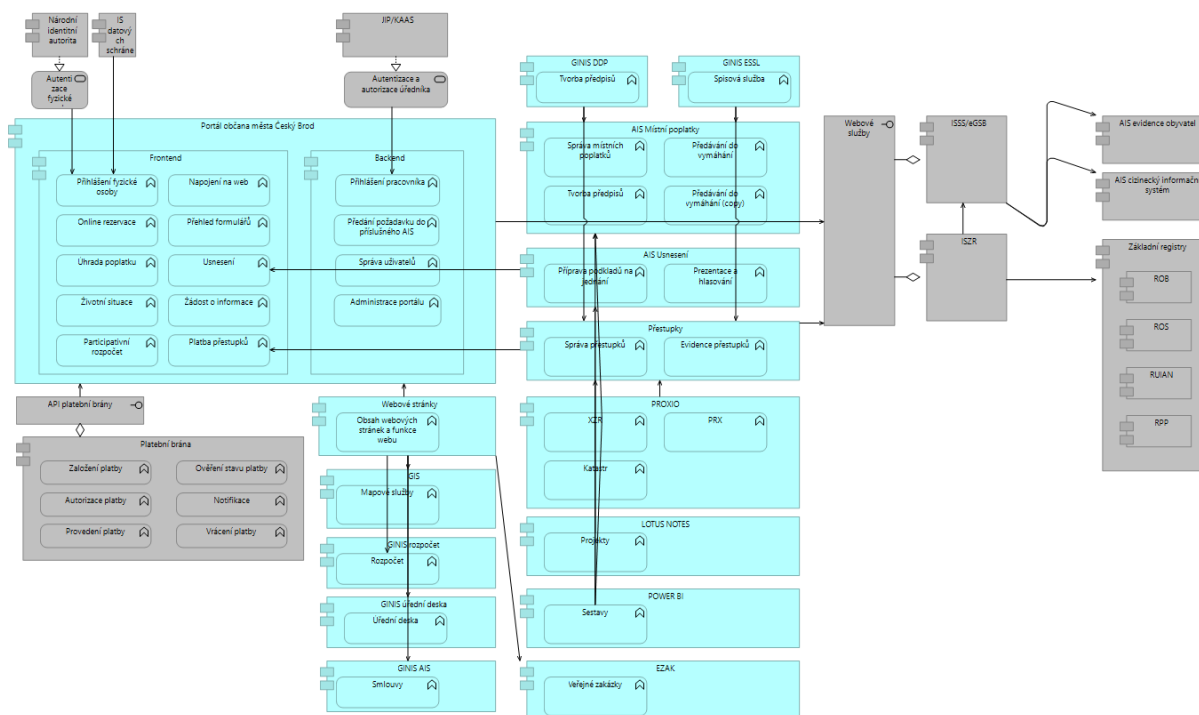 Národní
identitní
autorita
IS
datový
ch
schráne
JIP/KAAS
Autenti
zace
fyzické
Autentizace a
autorizace úředníka
Portál občana města Český Brod
Frontend
Přihlášení fyzické
osoby
Napojení na web
Online rezervace
Přehled formulářů
Úhrada poplatku
Usnesení
Životní situace
Žádost o informace
Participativní
rozpočet
Platba přestupků
Backend
Přihlášení pracovníka
Předání požadavku do
příslušného AIS
Správa uživatelů
Administrace portálu
API platební brány
Platební brána
Založení platby
Ověření stavu platby
Autorizace platby
Notifikace
Provedení platby
Vrácení platby
Webové stránky
Obsah webových
stránek a funkce
webu
GIS
Mapové služby
GINIS rozpočet
Rozpočet
GINIS úřední deska
Úřední deska
GINIS AIS
Smlouvy
GINIS DDP
Tvorba předpisů
GINIS ESSL
Spisová služba
AIS Místní poplatky
Správa místních
poplatků
Předávání do
vymáhání
Tvorba předpisů
Předávání do
vymáhání (copy)
AIS Usnesení
Příprava podkladů na
jednání
Prezentace a
hlasování
Přestupky
Správa přestupků
Evidence přestupků
PROXIO
XZR
PRX
Katastr
LOTUS NOTES
Projekty
POWER BI
Sestavy
EZAK
Veřejné zakázky
Webové
služby
ISSS/eGSB
ISZR
AIS evidence obyvatel
AIS cizinecký informační
systém
Základní registry
ROB
ROS
RUIAN
RPP